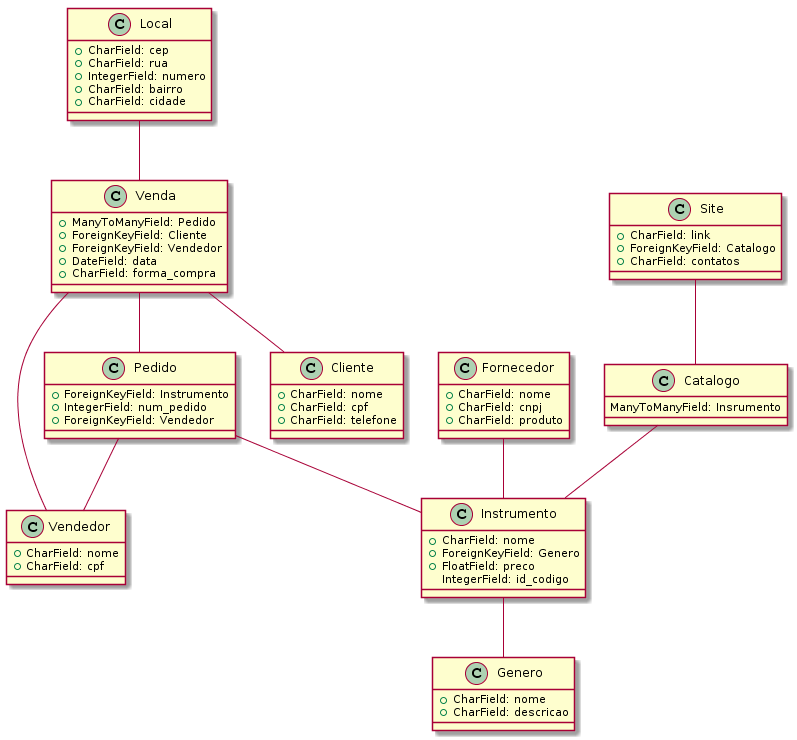 C Local
CharField: cep
CharField: rua
IntegerField: numero
CharField: bairro
CharField: cidade
C Venda
ManyToManyField: Pedido
ForeignKeyField: Cliente
ForeignKeyField: Vendedor
DateField: data
CharField: forma_compra
C Site
CharField: link
ForeignKeyField: Catalogo
CharField: contatos
C Pedido
ForeignKeyField: Instrumento
IntegerField: num_pedido
ForeignKeyField: Vendedor
C Cliente
CharField: nome
CharField: cpf
CharField: telefone
C Fornecedor
CharField: nome
CharField: cnpj
CharField: produto
C Catalogo
ManyToManyField: Insrumento
C Vendedor
CharField: nome
CharField: cpf
C Instrumento
CharField: nome
ForeignKeyField: Genero
FloatField: preco
IntegerField: id_codigo
C Genero
CharField: nome
CharField: descricao